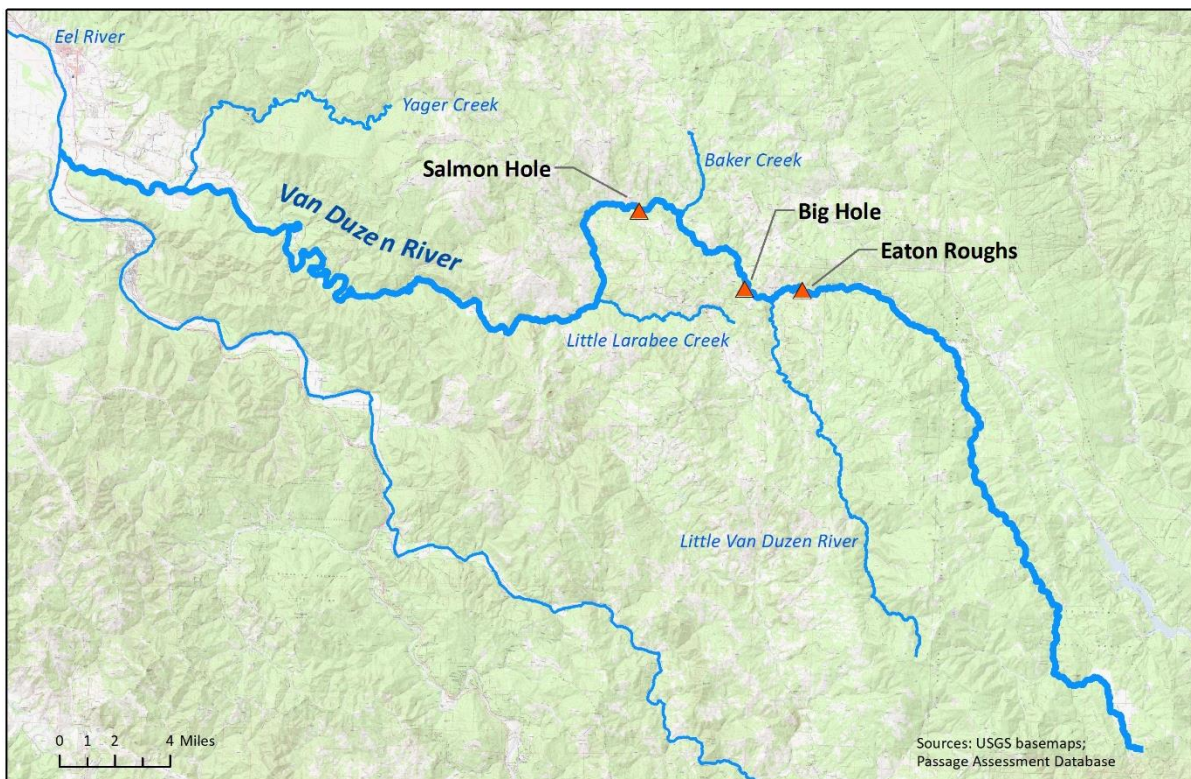 Eel River
Yager Creek
Salmon Hole
Baker Creek
Van Duzen River
Big Hole
Eaton Roughs
Little Larabee Creek
Little Van Duzen River
0 1 2 4 Miles
Sources: USGS basemaps;
Passage Assessment Database